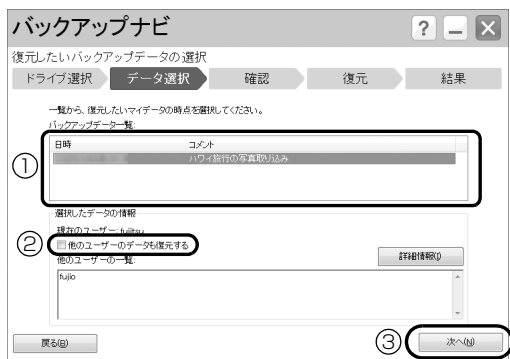 バックアップナビ
? – ×
復元したいバックアップデータの選択
ドライブ選択 データ選択 確認 復元 結果
一覧から、復元したいマイデータの時点を選択してください。
バックアップデータ一覧:
日時 コメント
① ハワイ旅行の写真取り込み
選択したデータの情報
現在のユーザー: fujitsu
② 他のユーザーのデータも復元する
他のユーザーの一覧:
詳細情報(I)
fujio
戻る(B) ③ 次へ(N)